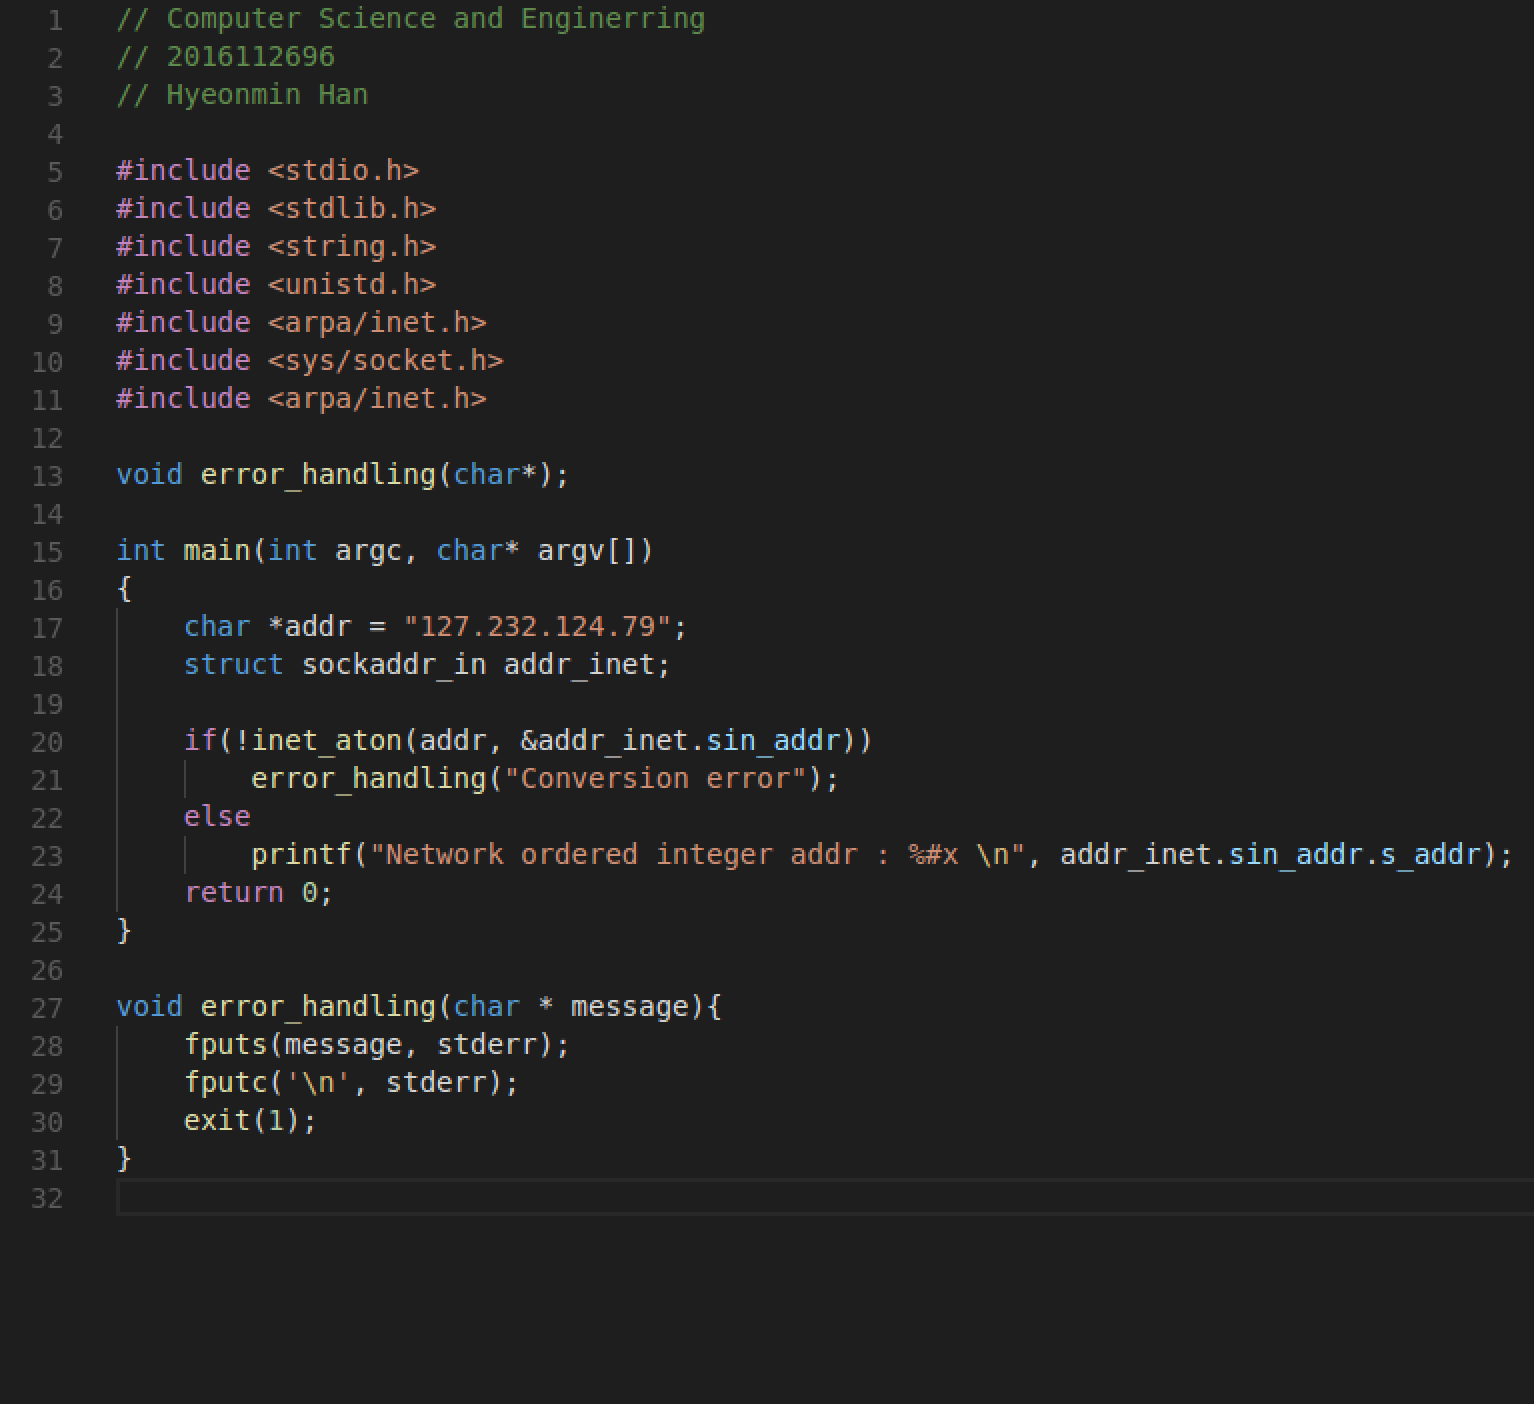 1 // Computer Science and Enginerring
2 // 2016112696
3 // Hyeonmin Han
4
5 #include <stdio.h>
6 #include <stdlib.h>
7 #include <string.h>
8 #include <unistd.h>
9 #include <arpa/inet.h>
10 #include <sys/socket.h>
11 #include <arpa/inet.h>
12
13 void error_handling(char*);
14
15 int main(int argc, char* argv[])
16 {
17     char *addr = "127.232.124.79";
18     struct sockaddr_in addr_inet;
19
20     if(!inet_aton(addr, &addr_inet.sin_addr))
21         error_handling("Conversion error");
22     else
23         printf("Network ordered integer addr : %#x \n", addr_inet.sin_addr.s_addr);
24     return 0;
25 }
26
27 void error_handling(char * message){
28     fputs(message, stderr);
29     fputc('\n', stderr);
30     exit(1);
31 }
32